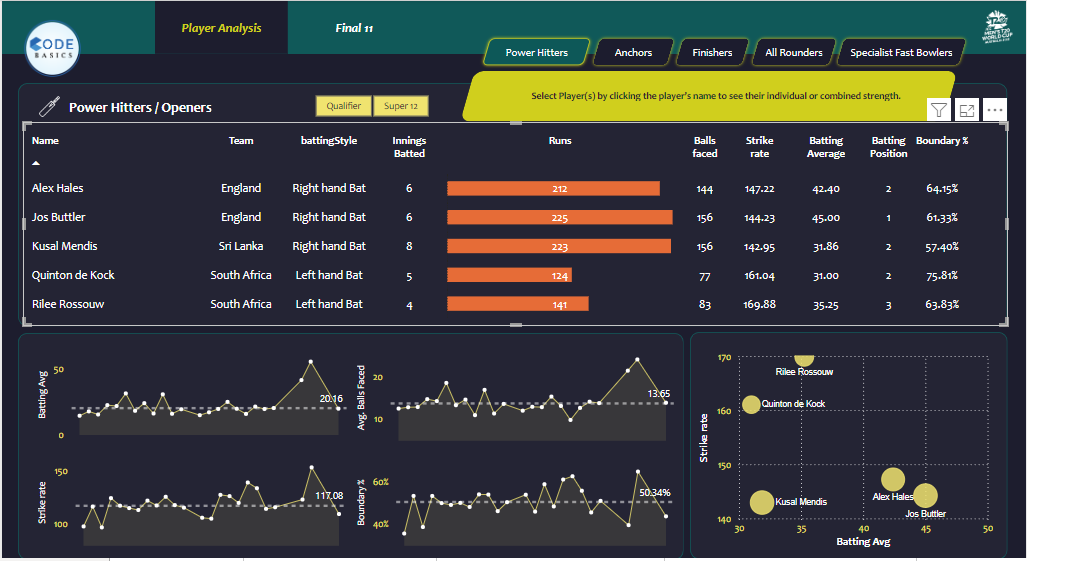 Player Analysis
Final 11
CODE
BASICS
MEN'S T20
WORLD CUP
Power Hitters
Anchors
Finishers
All Rounders
Specialist Fast Bowlers
Select Player(s) by clicking the player's name to see their individual or combined strength.
Power Hitters / Openers
Qualifier
Super 12
Name Team battingStyle Innings Batted Runs Balls faced Strike rate Batting Average Batting Position Boundary %
Alex Hales England Right hand Bat 6 212 144 147.22 42.40 2 64.15%
Jos Buttler England Right hand Bat 6 225 156 144.23 45.00 1 61.33%
Kusal Mendis Sri Lanka Right hand Bat 8 223 156 142.95 31.86 2 57.40%
Quinton de Kock South Africa Left hand Bat 5 124 77 161.04 31.00 2 75.81%
Rilee Rossouw South Africa Left hand Bat 4 141 83 169.88 35.25 3 63.83%
Batting Avg
50
0
20.16
Avg. Balls Faced
20
10
13.65
Strike rate
150
100
117.08
Boundary %
60%
40%
50.34%
Strike rate
170
160
150
140
Rilee Rossouw
Quinton de Kock
Alex Hales
Kusal Mendis
Jos Buttler
30 35 40 45 50
Batting Avg